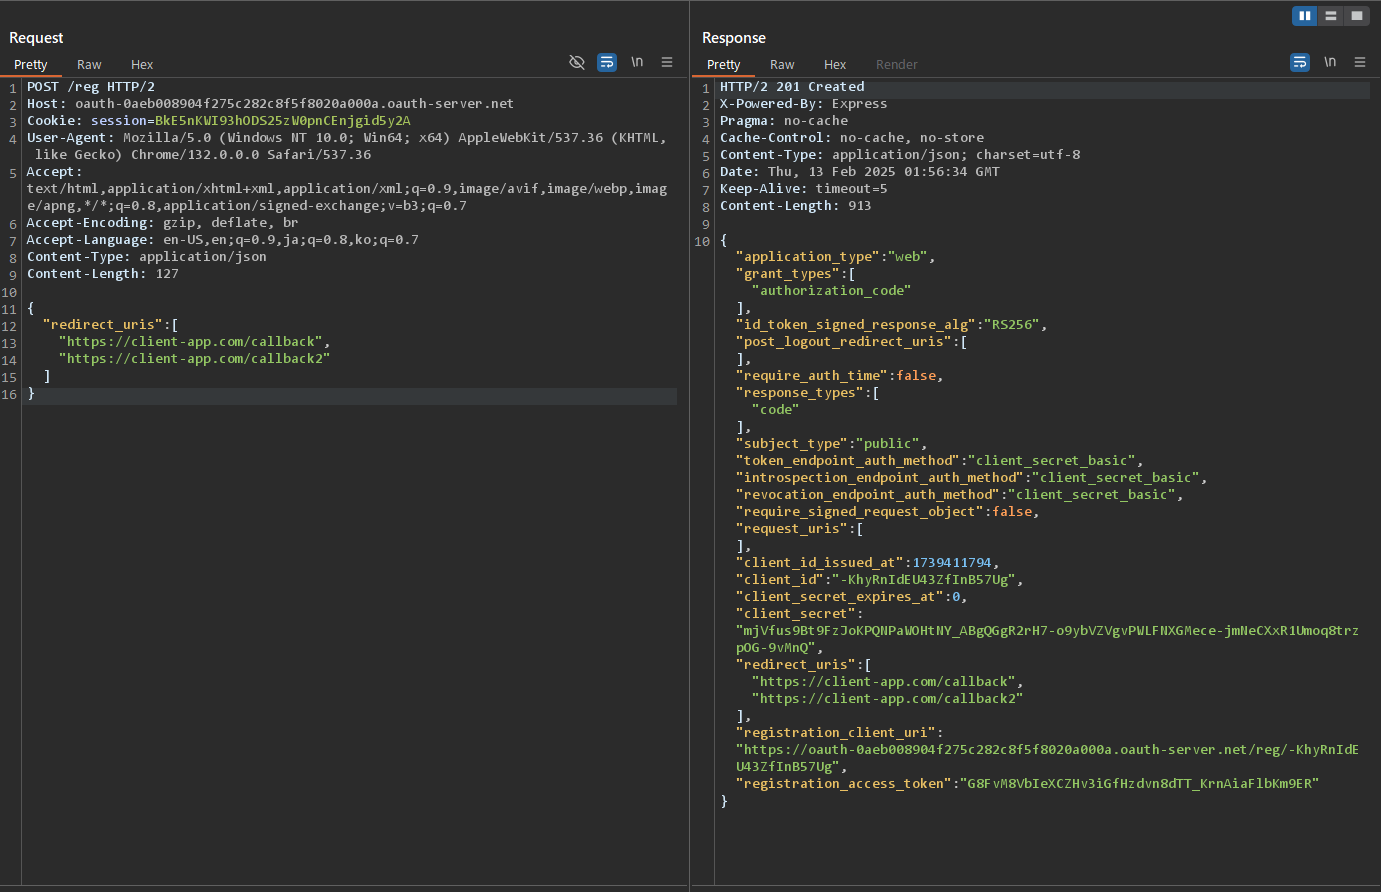 Request
Pretty Raw Hex \n
1 POST /reg HTTP/2
2 Host: oauth-0aeb008904f275c282c8f5f8020a000a.oauth-server.net
3 Cookie: session=BkE5nKWI93hODS25zW0pnCEnjgid5y2A
4 User-Agent: Mozilla/5.0 (Windows NT 10.0; Win64; x64) AppleWebKit/537.36 (KHTML,
like Gecko) Chrome/132.0.0.0 Safari/537.36
5 Accept:
text/html,application/xhtml+xml,application/xml;q=0.9,image/avif,image/webp,imag
e/apng,*/*;q=0.8,application/signed-exchange;v=b3;q=0.7
6 Accept-Encoding: gzip, deflate, br
7 Accept-Language: en-US,en;q=0.9,ja;q=0.8,ko;q=0.7
8 Content-Type: application/json
9 Content-Length: 127
10
11 {
12 "redirect_uris":[
13 "https://client-app.com/callback",
14 "https://client-app.com/callback2"
15 ]
16 }
Response
Pretty Raw Hex Render \n
1 HTTP/2 201 Created
2 X-Powered-By: Express
3 Pragma: no-cache
4 Cache-Control: no-cache, no-store
5 Content-Type: application/json; charset=utf-8
6 Date: Thu, 13 Feb 2025 01:56:34 GMT
7 Keep-Alive: timeout=5
8 Content-Length: 913
9
10 {
"application_type":"web",
"grant_types":[
"authorization_code"
],
"id_token_signed_response_alg":"RS256",
"post_logout_redirect_uris":[
],
"require_auth_time":false,
"response_types":[
"code"
],
"subject_type":"public",
"token_endpoint_auth_method":"client_secret_basic",
"introspection_endpoint_auth_method":"client_secret_basic",
"revocation_endpoint_auth_method":"client_secret_basic",
"require_signed_request_object":false,
"request_uris":[
],
"client_id_issued_at":1739411794,
"client_id":"-KhyRnIdEU43ZfInB57Ug",
"client_secret_expires_at":0,
"client_secret":
"mjVfus9Bt9FzJoKPQNPaWOHtNY_ABgQGgR2rH7-o9ybVZVgvPWLFNXGMece-jmNeCXxR1Umoq8trz
pOG-9vMnQ",
"redirect_uris":[
"https://client-app.com/callback",
"https://client-app.com/callback2"
],
"registration_client_uri":
"https://oauth-0aeb008904f275c282c8f5f8020a000a.oauth-server.net/reg/-KhyRnIdE
U43ZfInB57Ug",
"registration_access_token":"G8FvM8VbIeXCZHv3iGfHzdvn8dTT_KrnAiaFlbKm9ER"
}